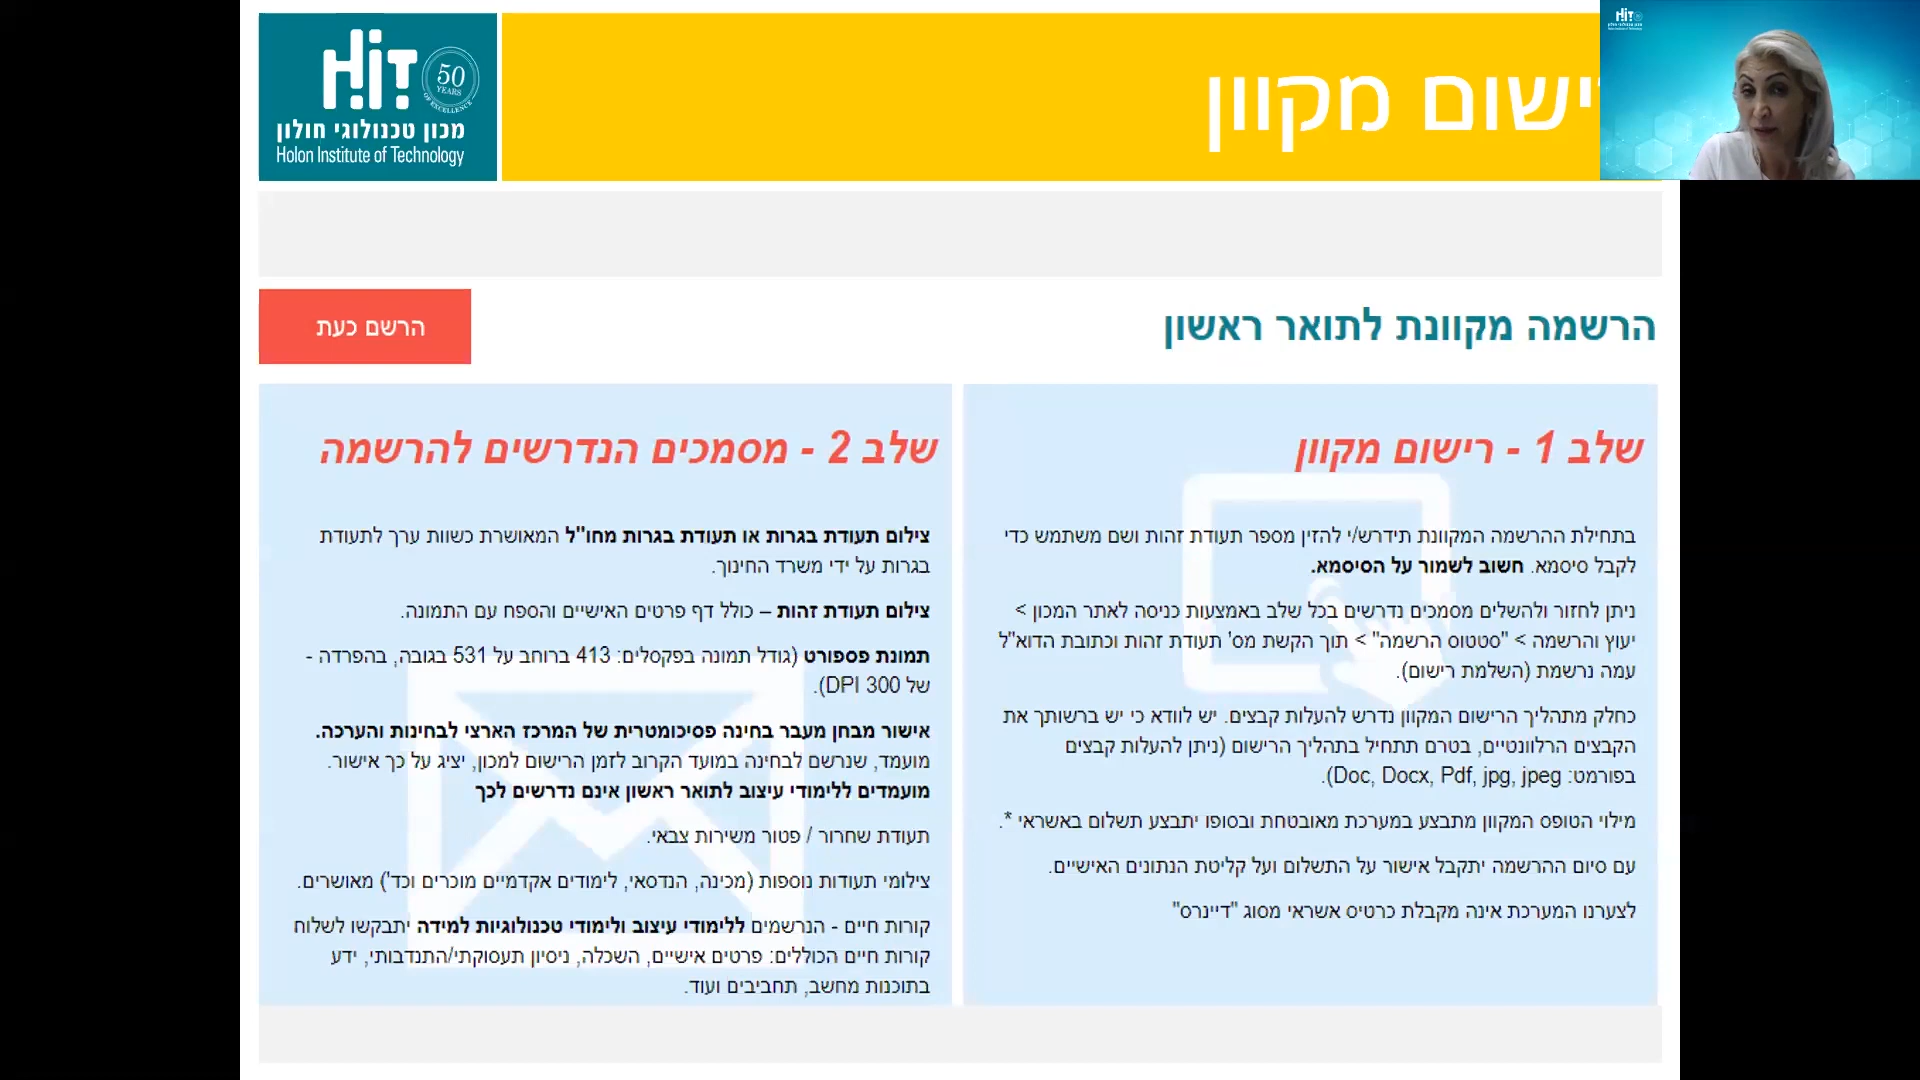 HiT
50
YEARS
OF EXCELLENCE
מכון טכנולוגי חולון
Holon Institute of Technology
ישום מקוון
HiT
הרשמה מקוונת לתואר ראשון
הרשם כעת
שלב 1 - רישום מקוון
בתחילת ההרשמה המקוונת תידרש/י להזין מספר תעודת זהות ושם משתמש כדי
לקבל סיסמא. חשוב לשמור על הסיסמא.
ניתן לחזור ולהשלים מסמכים נדרשים בכל שלב באמצעות כניסה לאתר המכון >
יעוץ והרשמה > "סטטוס הרשמה" > תוך הקשת מס' תעודת זהות וכתובת הדוא"ל
עמה נרשמת (השלמת רישום).
כחלק מתהליך הרישום המקוון נדרש להעלות קבצים. יש לוודא כי יש ברשותך את
הקבצים הרלוונטיים, בטרם תתחיל בתהליך הרישום (ניתן להעלות קבצים
בפורמט: Doc, Docx, Pdf, jpg, jpeg).
מילוי הטופס המקוון מתבצע במערכת מאובטחת ובסופו יתבצע תשלום באשראי *.
עם סיום ההרשמה יתקבל אישור על התשלום ועל קליטת הנתונים האישיים.
לצערנו המערכת אינה מקבלת כרטיס אשראי מסוג "דיינרס"
שלב 2 - מסמכים הנדרשים להרשמה
צילום תעודת בגרות או תעודת בגרות מחו"ל המאושרת כשוות ערך לתעודת
בגרות על ידי משרד החינוך.
צילום תעודת זהות – כולל דף פרטים האישיים והספח עם התמונה.
תמונת פספורט (גודל תמונה בפקסלים: 413 ברוחב על 531 בגובה, בהפרדה -
של 300 DPI).
אישור מבחן מעבר בחינה פסיכומטרית של המרכז הארצי לבחינות והערכה.
מועמד, שנרשם לבחינה במועד הקרוב לזמן הרישום למכון, יציג על כך אישור.
מועמדים ללימודי עיצוב לתואר ראשון אינם נדרשים לכך
תעודת שחרור / פטור משירות צבאי.
צילומי תעודות נוספות (מכינה, הנדסאי, לימודים אקדמיים מוכרים וכד') מאושרים.
קורות חיים - הנרשמים ללימודי עיצוב ולימודי טכנולוגיות למידה יתבקשו לשלוח
קורות חיים הכוללים: פרטים אישיים, השכלה, ניסיון תעסוקתי/התנדבותי, ידע
בתוכנות מחשב, תחביבים ועוד.